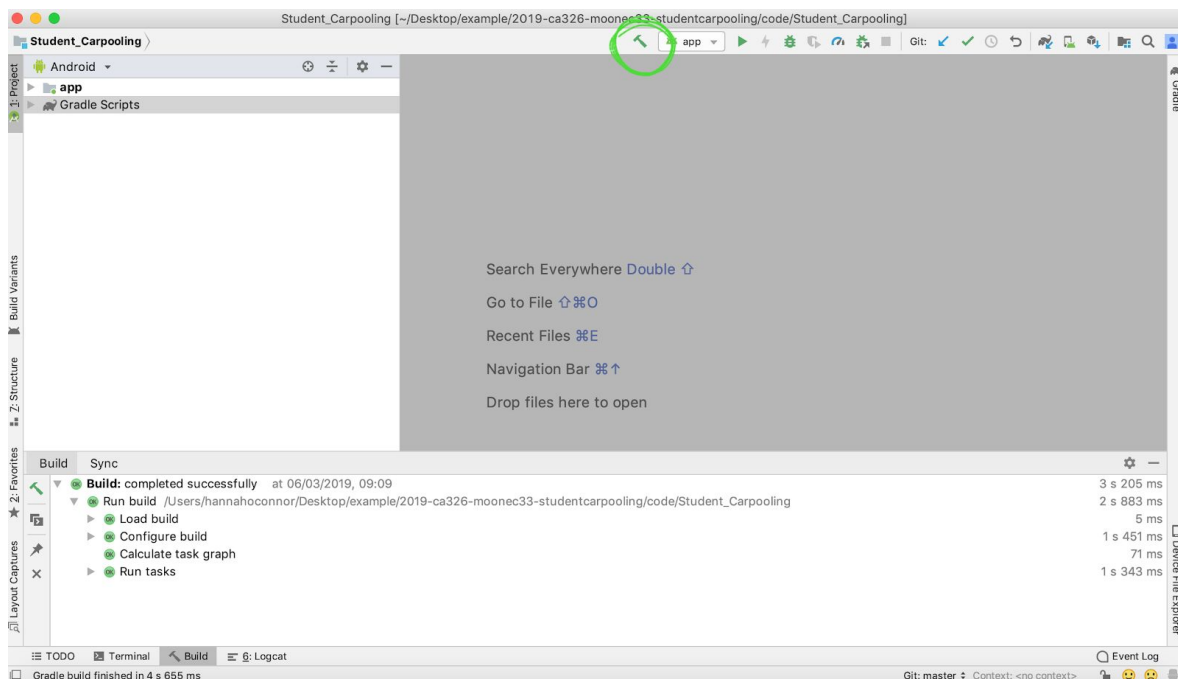 Student_Carpooling [~/Desktop/example/2019-ca326-moonec33-studentcarpooling/code/Student_Carpooling]
Student_Carpooling
app
Git:
1: Project
Android
app
Gradle Scripts
Gradle
Build Variants
Z: Structure
2: Favorites
Layout Captures
Search Everywhere Double ⇧
Go to File ⇧⌘O
Recent Files ⌘E
Navigation Bar ⌘↑
Drop files here to open
Build Sync
Build: completed successfully at 06/03/2019, 09:09 3 s 205 ms
Run build /Users/hannahoconnor/Desktop/example/2019-ca326-moonec33-studentcarpooling/code/Student_Carpooling 2 s 883 ms
Load build 5 ms
Configure build 1 s 451 ms
Calculate task graph 71 ms
Run tasks 1 s 343 ms
Device File Explorer
TODO Terminal Build 6: Logcat Event Log
Gradle build finished in 4 s 655 ms Git: master Context: <no context>